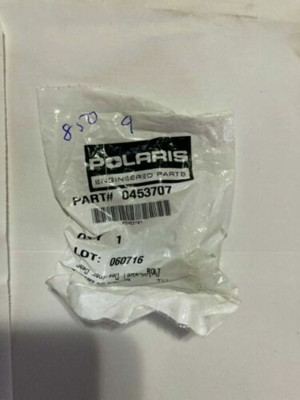 850 9
POLARIS
ENGINEERED PARTS
PART# 0453707
QTY 1
LOT: 060716